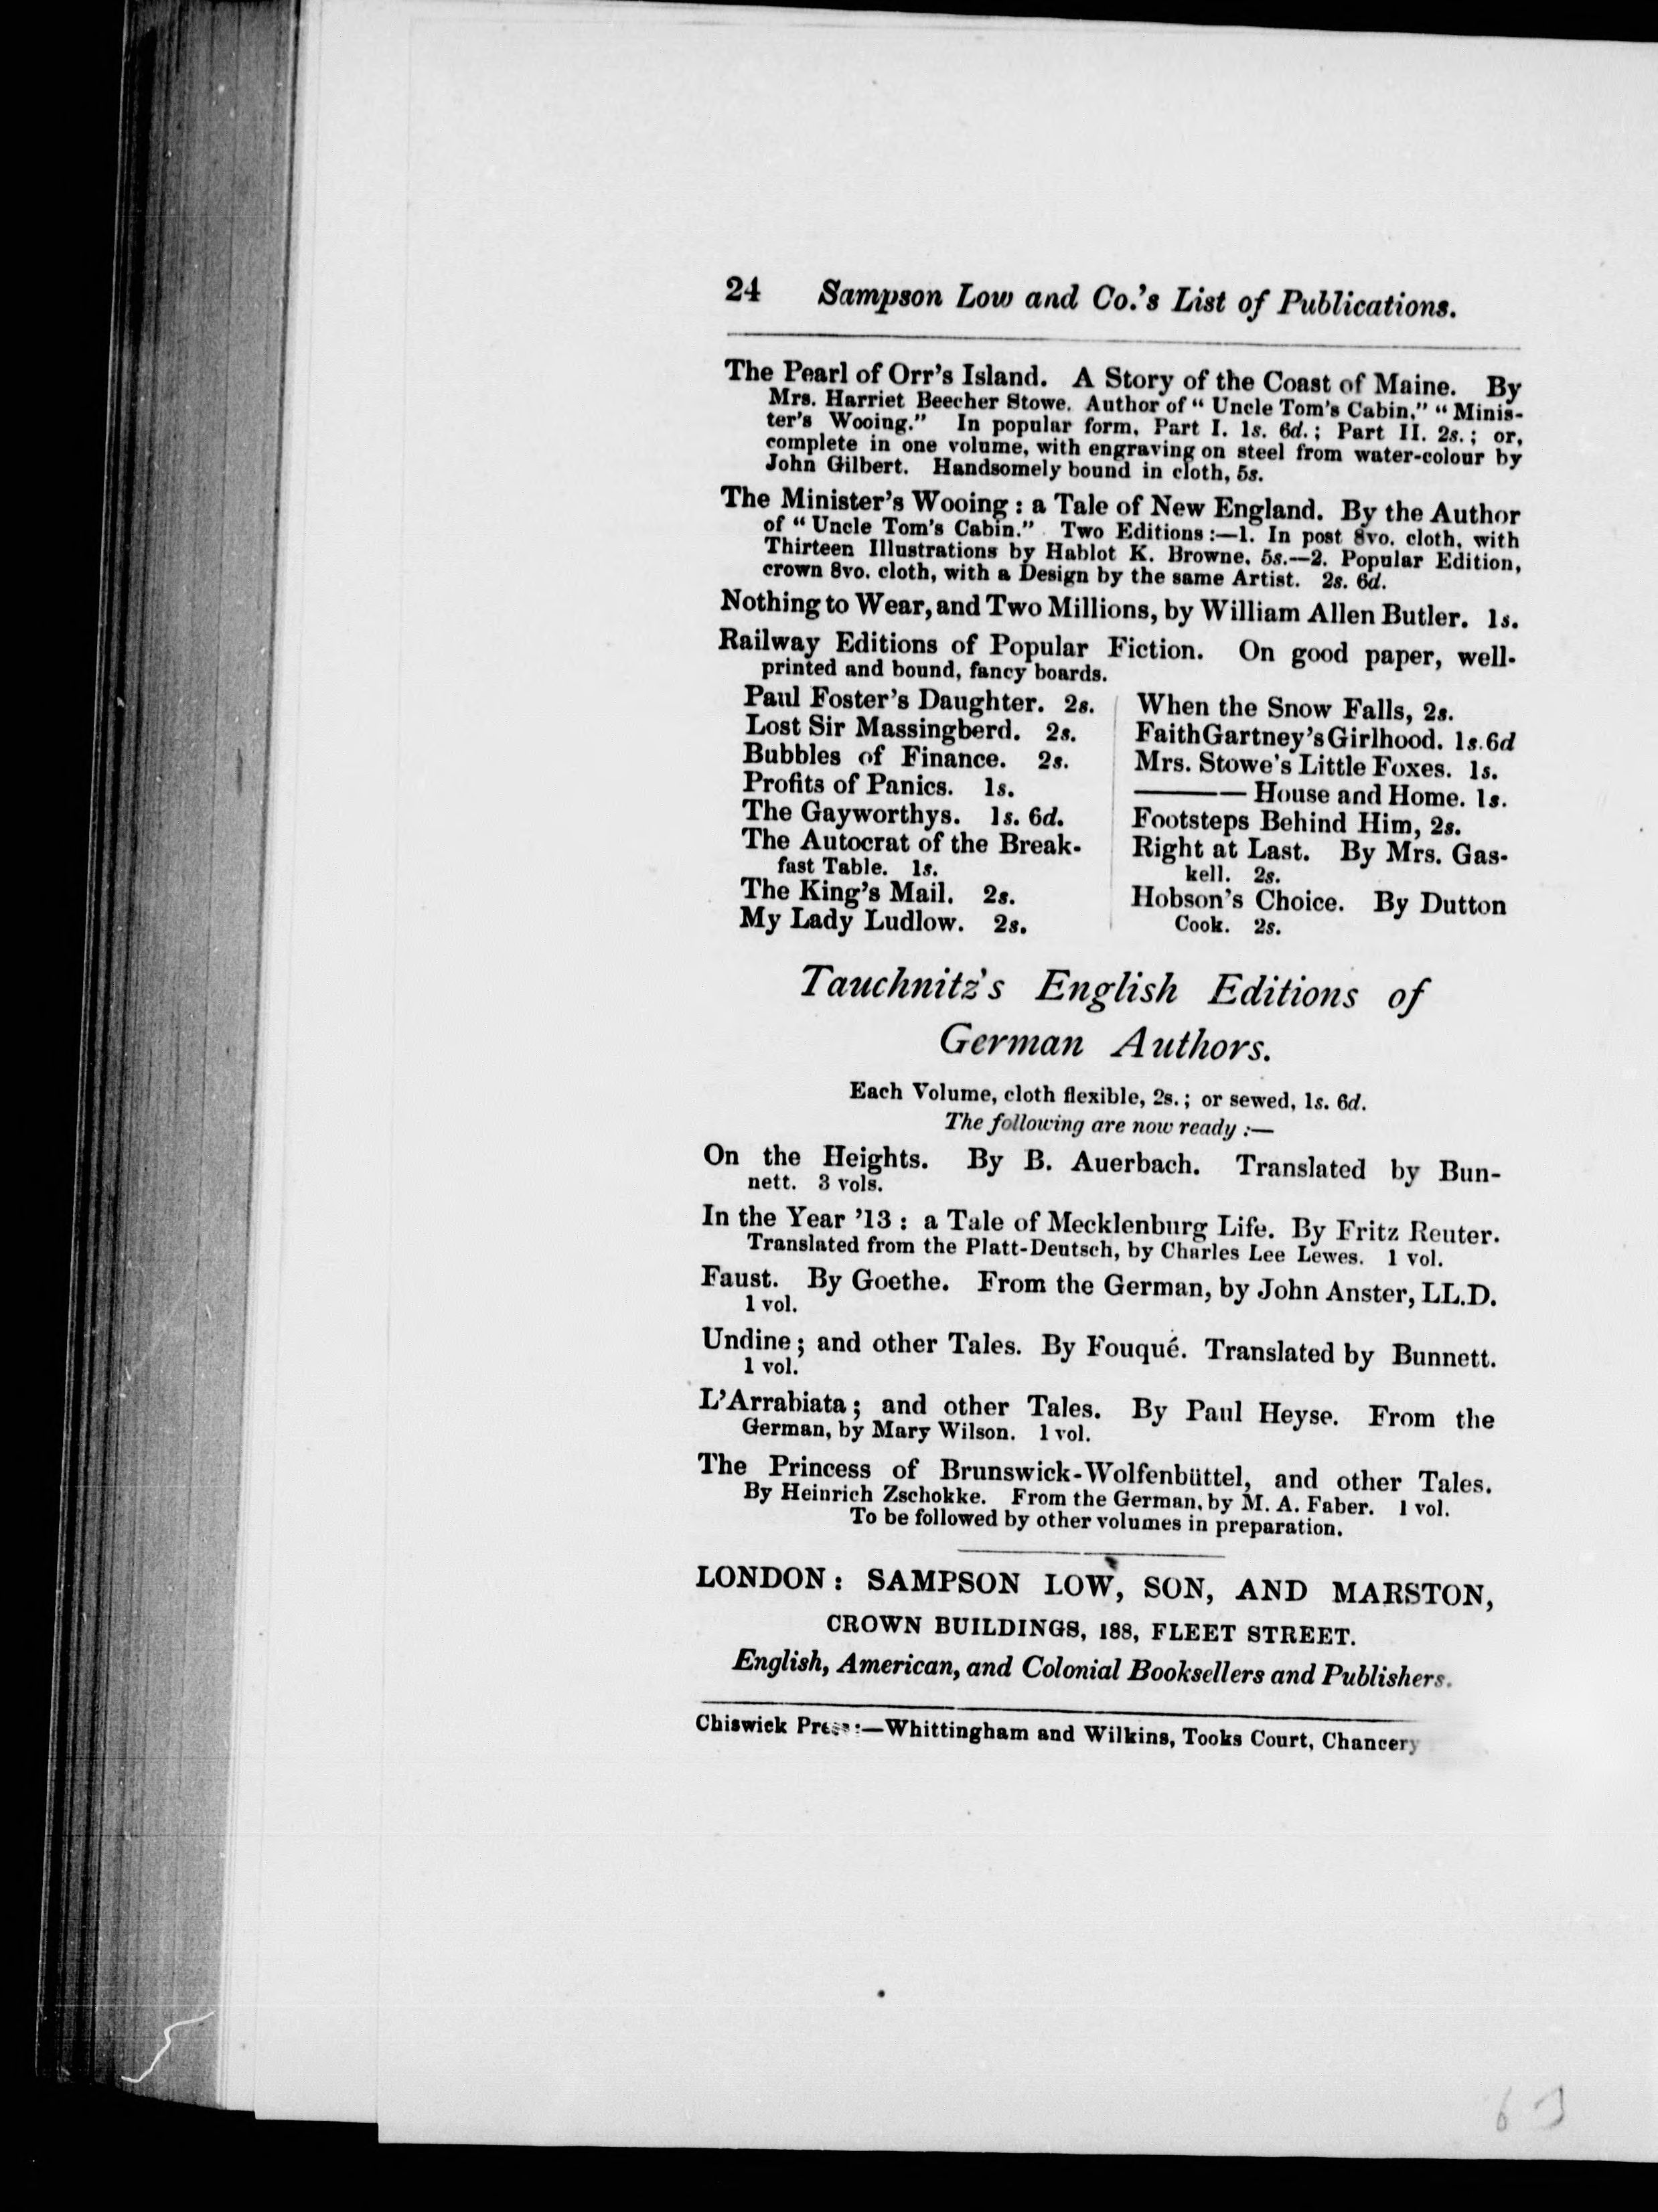 24 Sampson Low and Co.'s List of Publications.
The Pearl of Orr's Island. A Story of the Coast of Maine. By
Mrs. Harriet Beecher Stowe. Author of "Uncle Tom's Cabin," "Minis-
ter's Wooing." In popular form, Part I. 1s. 6d.; Part II. 2s.; or,
complete in one volume, with engraving on steel from water-colour by
John Gilbert. Handsomely bound in cloth, 5s.
The Minister's Wooing: a Tale of New England. By the Author
of "Uncle Tom's Cabin." Two Editions:—1. In post 8vo. cloth, with
Thirteen Illustrations by Hablot K. Browne, 5s.—2. Popular Edition,
crown 8vo. cloth, with a Design by the same Artist. 2s. 6d.
Nothing to Wear, and Two Millions, by William Allen Butler. 1s.
Railway Editions of Popular Fiction. On good paper, well-
printed and bound, fancy boards.
Paul Foster's Daughter. 2s.
Lost Sir Massingberd. 2s.
Bubbles of Finance. 2s.
Profits of Panics. 1s.
The Gayworthys. 1s. 6d.
The Autocrat of the Break-
fast Table. 1s.
The King's Mail. 2s.
My Lady Ludlow. 2s.
When the Snow Falls, 2s.
Faith Gartney's Girlhood. 1s. 6d
Mrs. Stowe's Little Foxes. 1s.
——— House and Home. 1s.
Footsteps Behind Him, 2s.
Right at Last. By Mrs. Gas-
kell. 2s.
Hobson's Choice. By Dutton
Cook. 2s.
Tauchnitz's English Editions of
German Authors.
Each Volume, cloth flexible, 2s.; or sewed, 1s. 6d.
The following are now ready:—
On the Heights. By B. Auerbach. Translated by Bun-
nett. 3 vols.
In the Year '13: a Tale of Mecklenburg Life. By Fritz Reuter.
Translated from the Platt-Deutsch, by Charles Lee Lewes. 1 vol.
Faust. By Goethe. From the German, by John Anster, LL.D.
1 vol.
Undine; and other Tales. By Fouqué. Translated by Bunnett.
1 vol.
L'Arrabiata; and other Tales. By Paul Heyse. From the
German, by Mary Wilson. 1 vol.
The Princess of Brunswick-Wolfenbüttel, and other Tales.
By Heinrich Zschokke. From the German, by M. A. Faber. 1 vol.
To be followed by other volumes in preparation.
LONDON: SAMPSON LOW, SON, AND MARSTON,
CROWN BUILDINGS, 188, FLEET STREET.
English, American, and Colonial Booksellers and Publishers.
Chiswick Press:—Whittingham and Wilkins, Tooks Court, Chancery